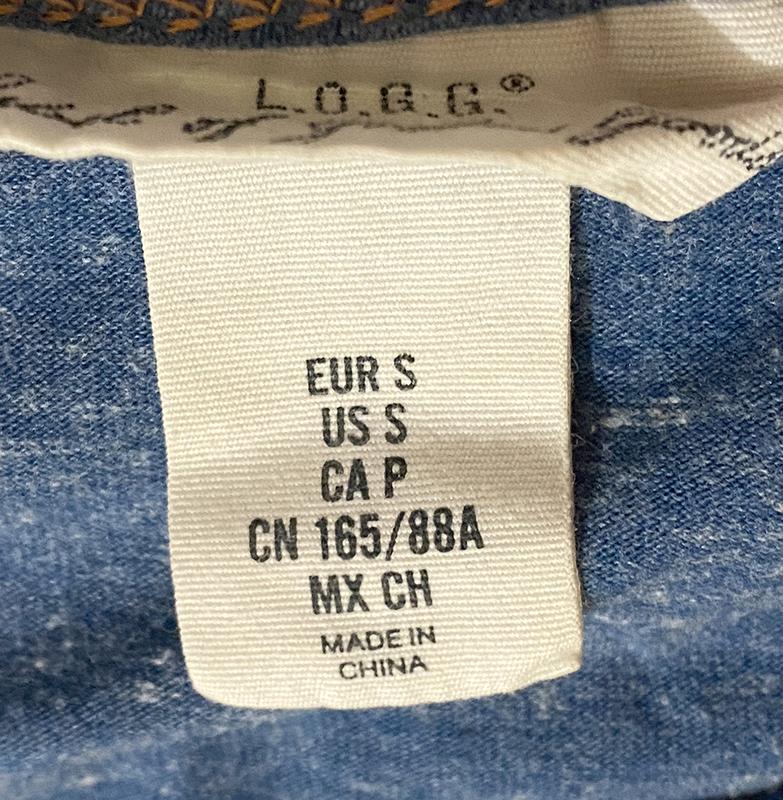 L.O.G.G.®
EUR S
US S
CA P
CN 165/88A
MX CH
MADE IN
CHINA